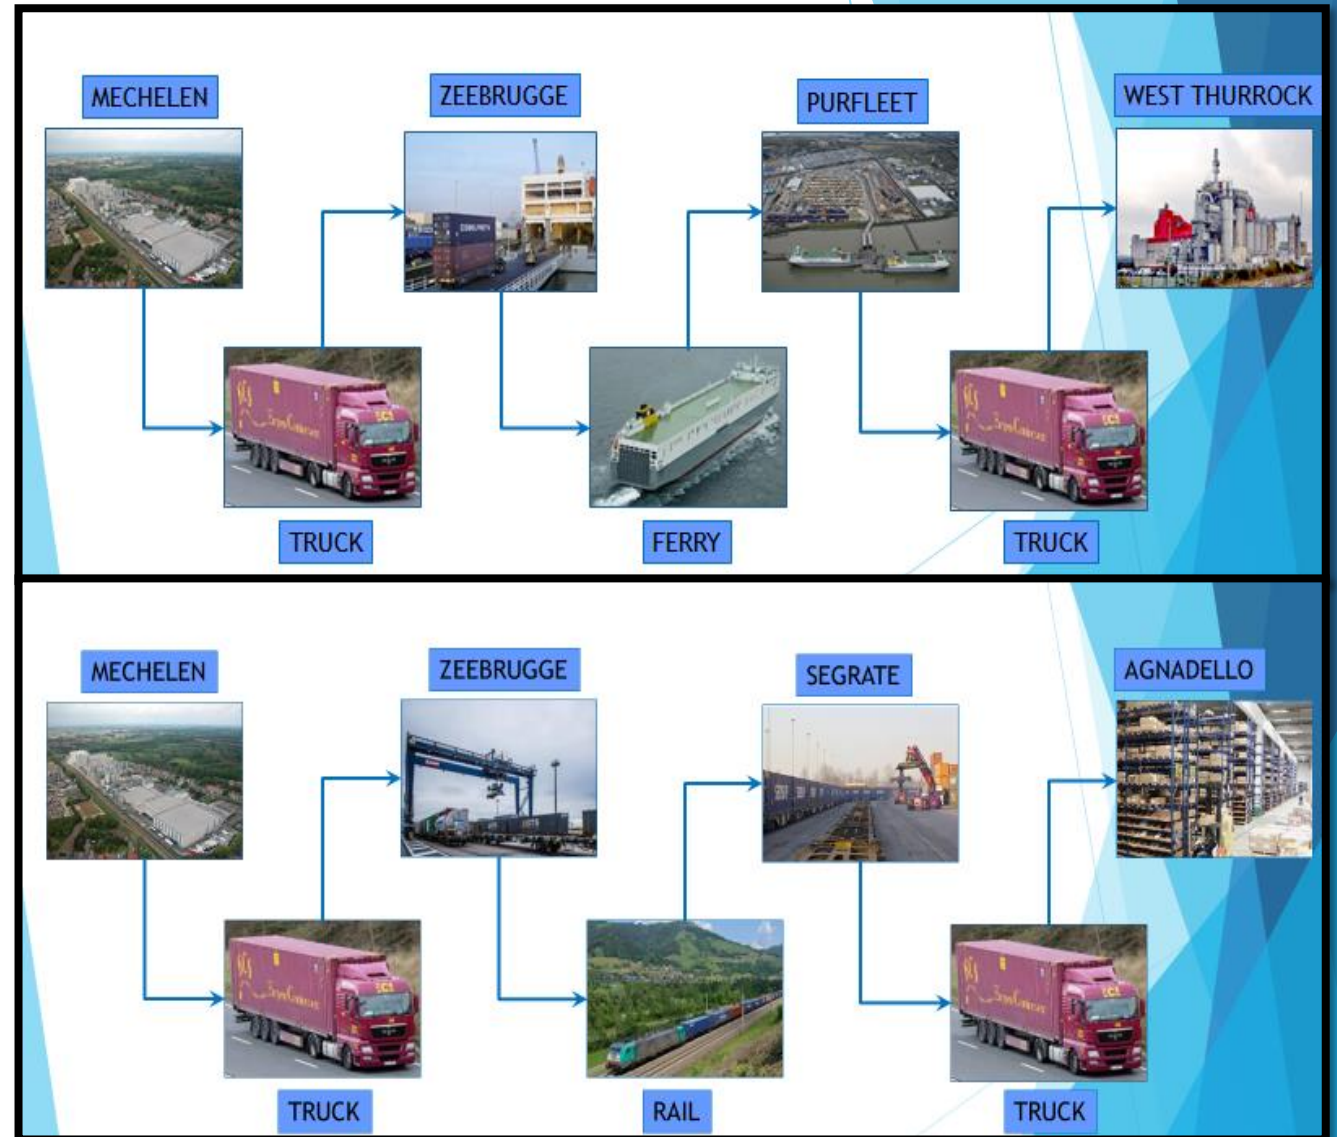 MECHELEN
ZEEBRUGGE
PURFLEET
WEST THURROCK
TRUCK
FERRY
TRUCK
MECHELEN
ZEEBRUGGE
SEGRATE
AGNADELLO
TRUCK
RAIL
TRUCK